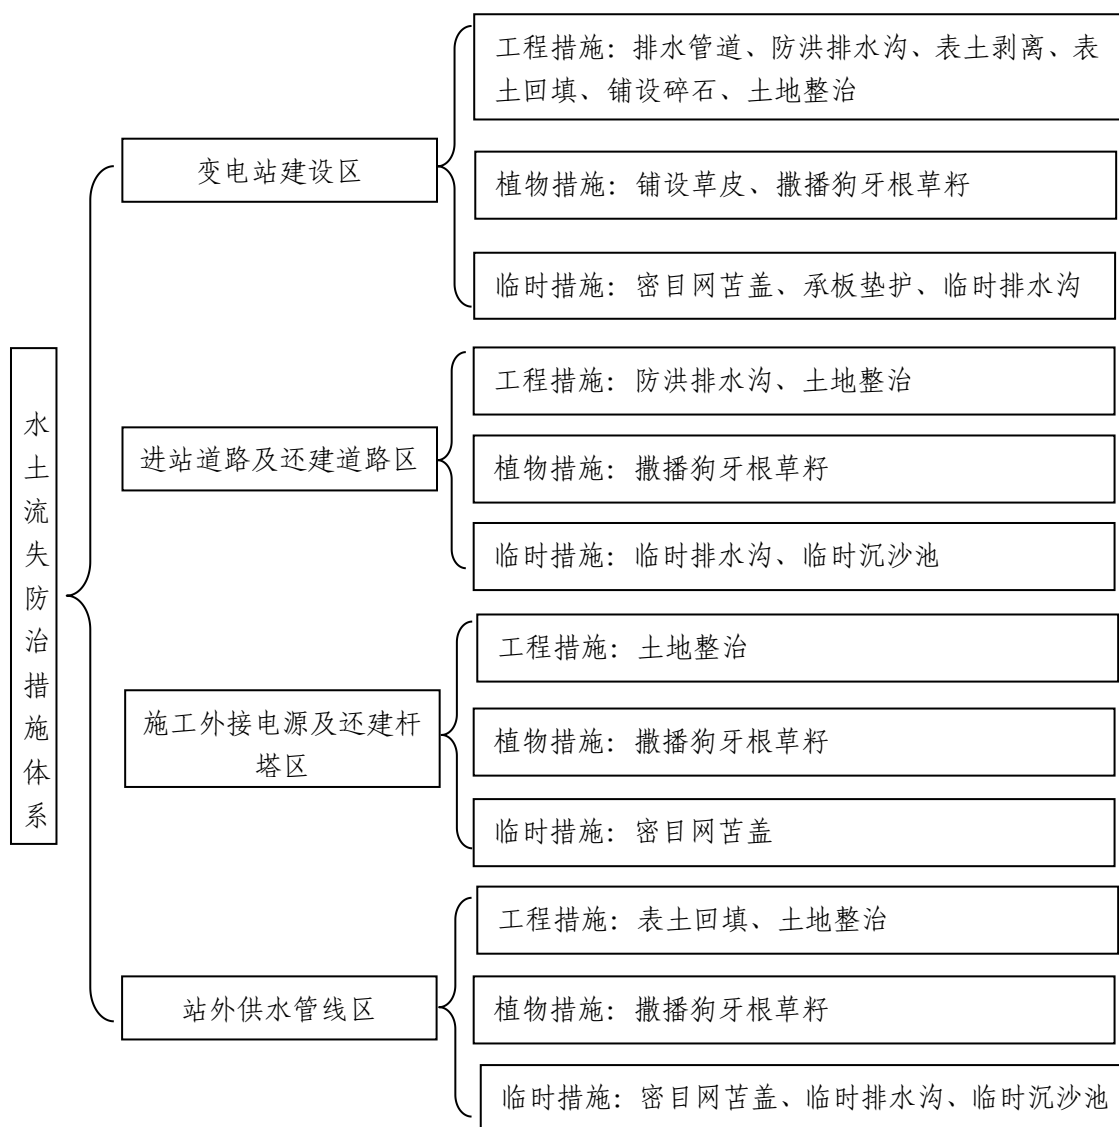 水土流失防治措施体系
变电站建设区
工程措施：排水管道、防洪排水沟、表土剥离、表
土回填、铺设碎石、土地整治
植物措施：铺设草皮、撒播狗牙根草籽
临时措施：密目网苫盖、承板垫护、临时排水沟
进站道路及还建道路区
工程措施：防洪排水沟、土地整治
植物措施：撒播狗牙根草籽
临时措施：临时排水沟、临时沉沙池
施工外接电源及还建杆
塔区
工程措施：土地整治
植物措施：撒播狗牙根草籽
临时措施：密目网苫盖
站外供水管线区
工程措施：表土回填、土地整治
植物措施：撒播狗牙根草籽
临时措施：密目网苫盖、临时排水沟、临时沉沙池